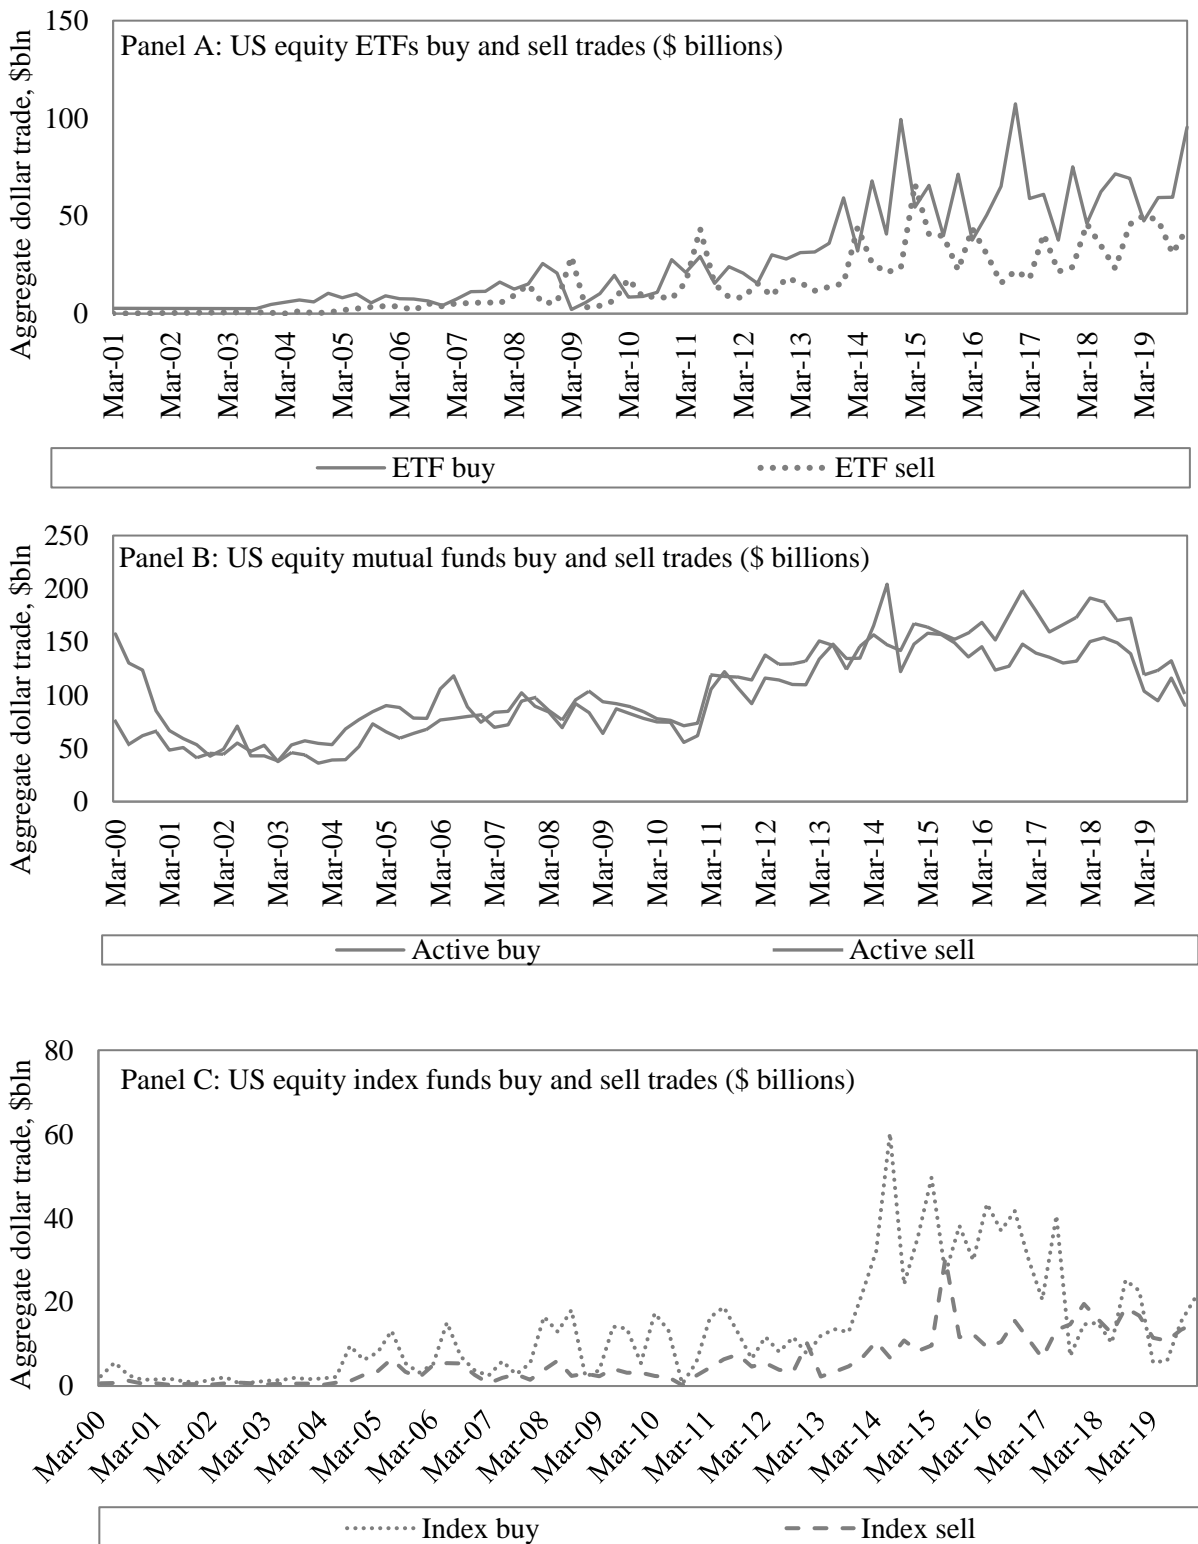 Panel A: US equity ETFs buy and sell trades ($ billions)
Aggregate dollar trade, $bln
150
100
50
0
Mar-01
Mar-02
Mar-03
Mar-04
Mar-05
Mar-06
Mar-07
Mar-08
Mar-09
Mar-10
Mar-11
Mar-12
Mar-13
Mar-14
Mar-15
Mar-16
Mar-17
Mar-18
Mar-19
ETF buy
ETF sell
Panel B: US equity mutual funds buy and sell trades ($ billions)
Aggregate dollar trade, $bln
250
200
150
100
50
0
Mar-00
Mar-01
Mar-02
Mar-03
Mar-04
Mar-05
Mar-06
Mar-07
Mar-08
Mar-09
Mar-10
Mar-11
Mar-12
Mar-13
Mar-14
Mar-15
Mar-16
Mar-17
Mar-18
Mar-19
Active buy
Active sell
Panel C: US equity index funds buy and sell trades ($ billions)
Aggregate dollar trade, $bln
80
60
40
20
0
Mar-00
Mar-01
Mar-02
Mar-03
Mar-04
Mar-05
Mar-06
Mar-07
Mar-08
Mar-09
Mar-10
Mar-11
Mar-12
Mar-13
Mar-14
Mar-15
Mar-16
Mar-17
Mar-18
Mar-19
Index buy
Index sell